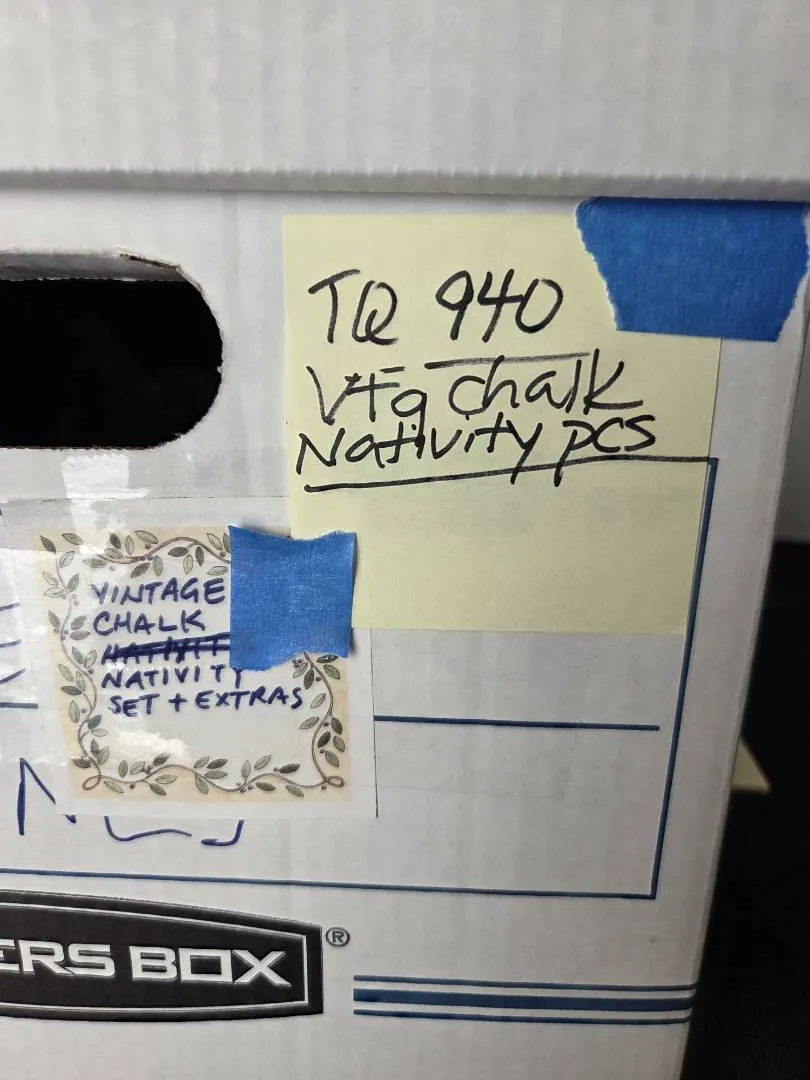 TQ 940
Vtg chalk
Nativity pcs
VINTAGE
CHALK
NATIVITY
SET + EXTRAS
ERS BOX ®